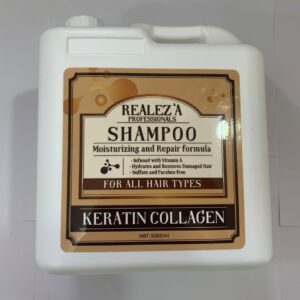 REALEZ'A
PROFESSIONALS
SHAMPOO
Moisturizing and Repair formula
• Infused with Vitamin A
• Hydrates and Restores Damaged Hair
• Sulfate and Paraben-free
FOR ALL HAIR TYPES
KERATIN COLLAGEN
NAT:5000ml